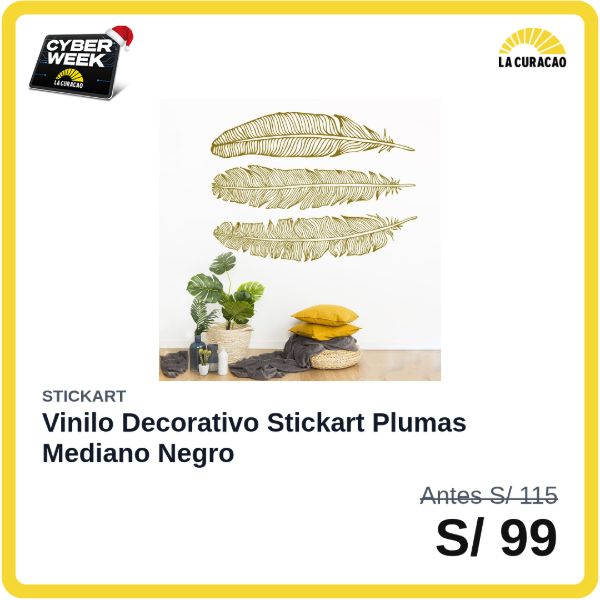 CYBER
WEEK
LA CURACAO
LA CURACAO
STICKART
Vinilo Decorativo Stickart Plumas
Mediano Negro
Antes S/ 115
S/ 99